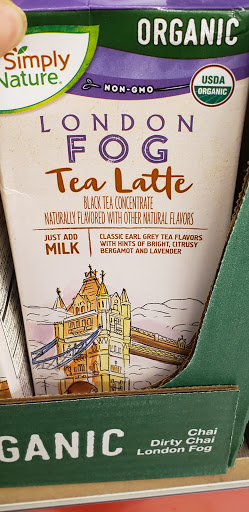 ORGANIC
Simply
Nature
NON-GMO
USDA
ORGANIC
LONDON
FOG
Tea Latte
BLACK TEA CONCENTRATE
NATURALLY FLAVORED WITH OTHER NATURAL FLAVORS
JUST ADD
MILK
CLASSIC EARL GREY TEA FLAVORS
WITH HINTS OF BRIGHT, CITRUSY
BERGAMOT AND LAVENDER
GANIC
Chai
Dirty Chai
London Fog